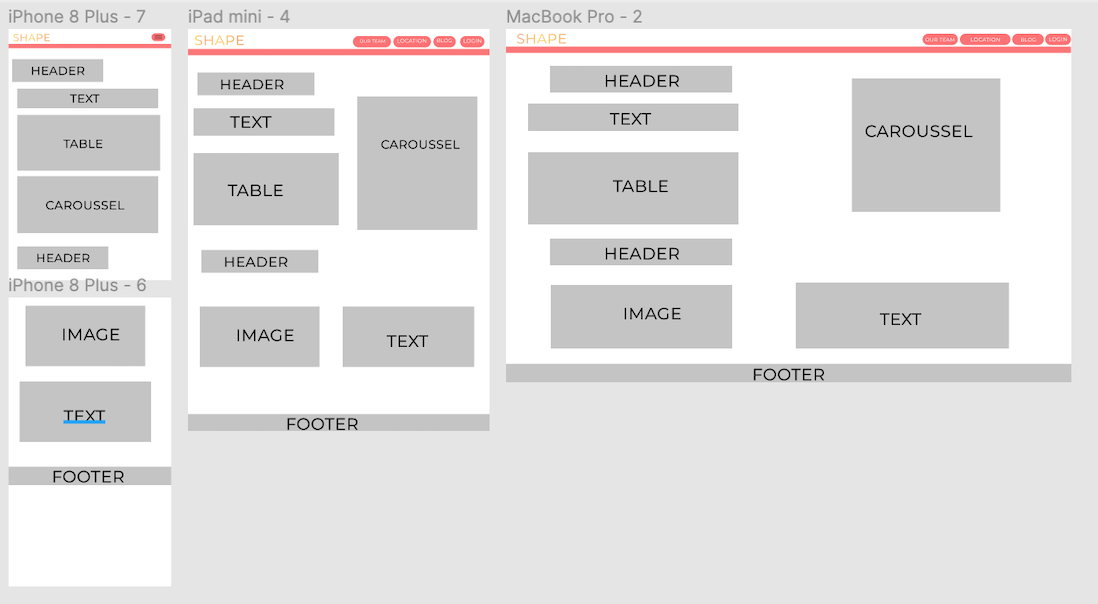 iPhone 8 Plus - 7
SHAPE
HEADER
TEXT
TABLE
CAROUSSEL
HEADER
iPhone 8 Plus - 6
IMAGE
TEXT
FOOTER
iPad mini - 4
SHAPE
OUR TEAM
LOCATION
BLOG
LOGIN
HEADER
TEXT
CAROUSSEL
TABLE
HEADER
IMAGE
TEXT
FOOTER
MacBook Pro - 2
SHAPE
OUR TEAM
LOCATION
BLOG
LOGIN
HEADER
TEXT
CAROUSSEL
TABLE
HEADER
IMAGE
TEXT
FOOTER